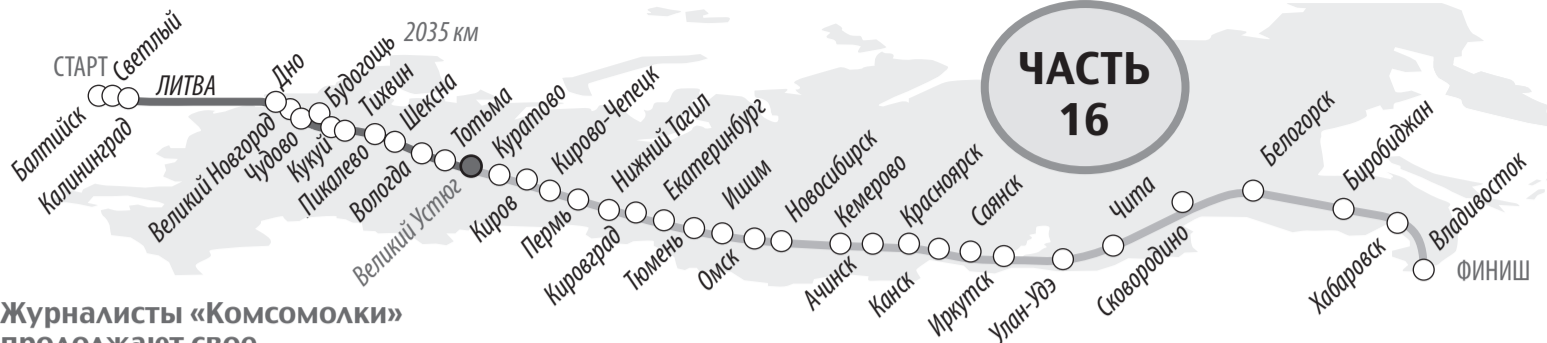 СТАРТ
Балтийск
Светлый
Калининград
ЛИТВА
Дно
Великий Новгород
Чудово
Будогощь
Кукуй
Пикалево
Тихвин
Шексна
Вологда
Тотьма
Великий Устюг
2035 км
Куратово
Киров
Кирово-Чепецк
Пермь
Нижний Тагил
Кировград
Екатеринбург
Тюмень
Ишим
Омск
Новосибирск
Кемерово
Ачинск
Красноярск
Канск
Саянск
Иркутск
Улан-Удэ
Чита
Сковородино
Белогорск
Биробиджан
Хабаровск
Владивосток
ФИНИШ
ЧАСТЬ
16
Журналисты «Комсомолки»
продолжают свое